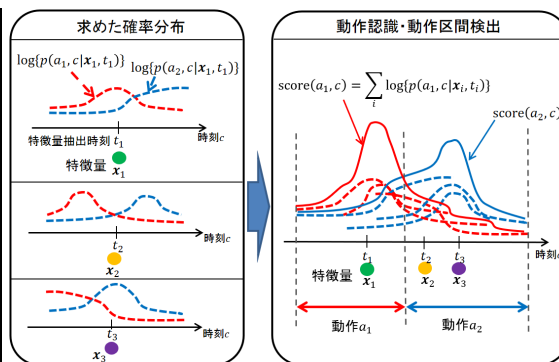 求めた確率分布
log{p(a₁, c|x₁, t₁)}
log{p(a₂, c|x₁, t₁)}
時刻c
特徴量抽出時刻 t₁
特徴量
x₁
時刻c
t₂
x₂
時刻c
t₃
x₃
動作認識・動作区間検出
score(a₁, c) = ∑ log{p(a₁, c|xᵢ, tᵢ)}
i
score(a₂, c)
時刻
t₁ t₂ t₃
特徴量
x₁ x₂ x₃
動作a₁ 動作a₂